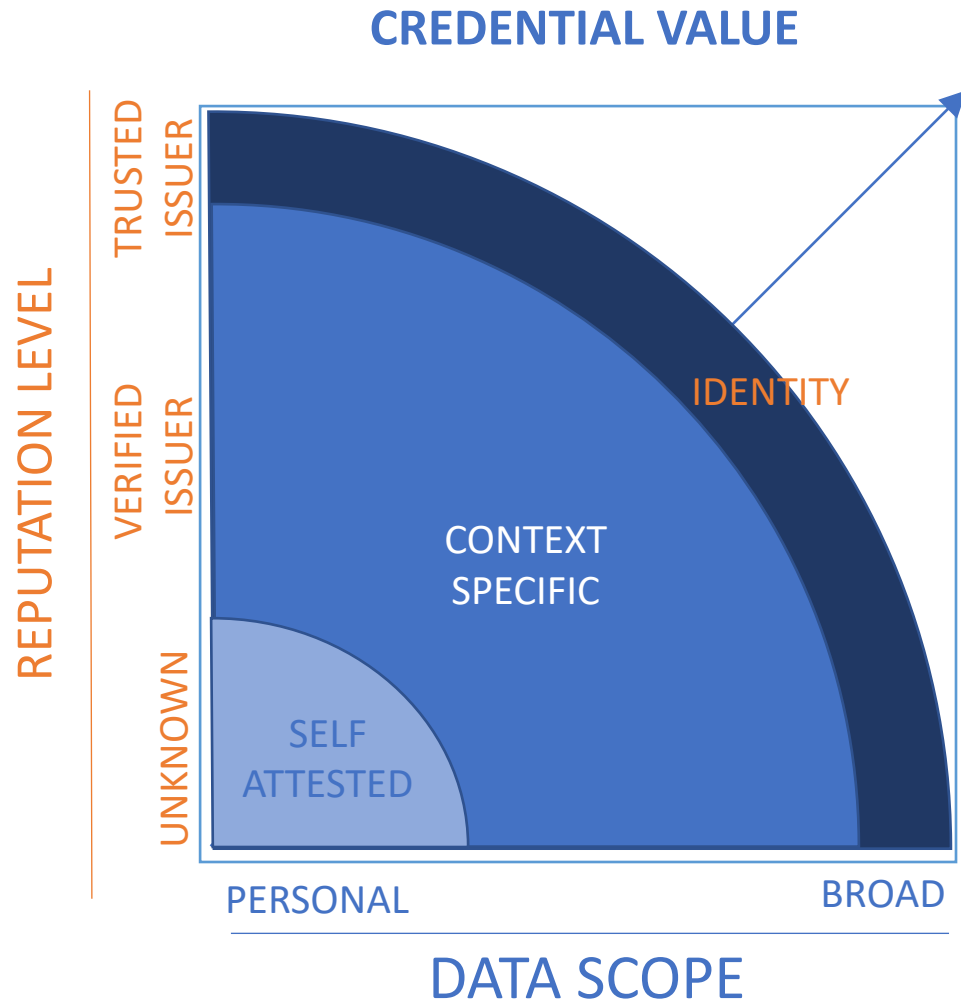 CREDENTIAL VALUE
REPUTATION LEVEL
TRUSTED
ISSUER
VERIFIED
ISSUER
UNKNOWN
IDENTITY
CONTEXT
SPECIFIC
SELF
ATTESTED
PERSONAL
BROAD
DATA SCOPE